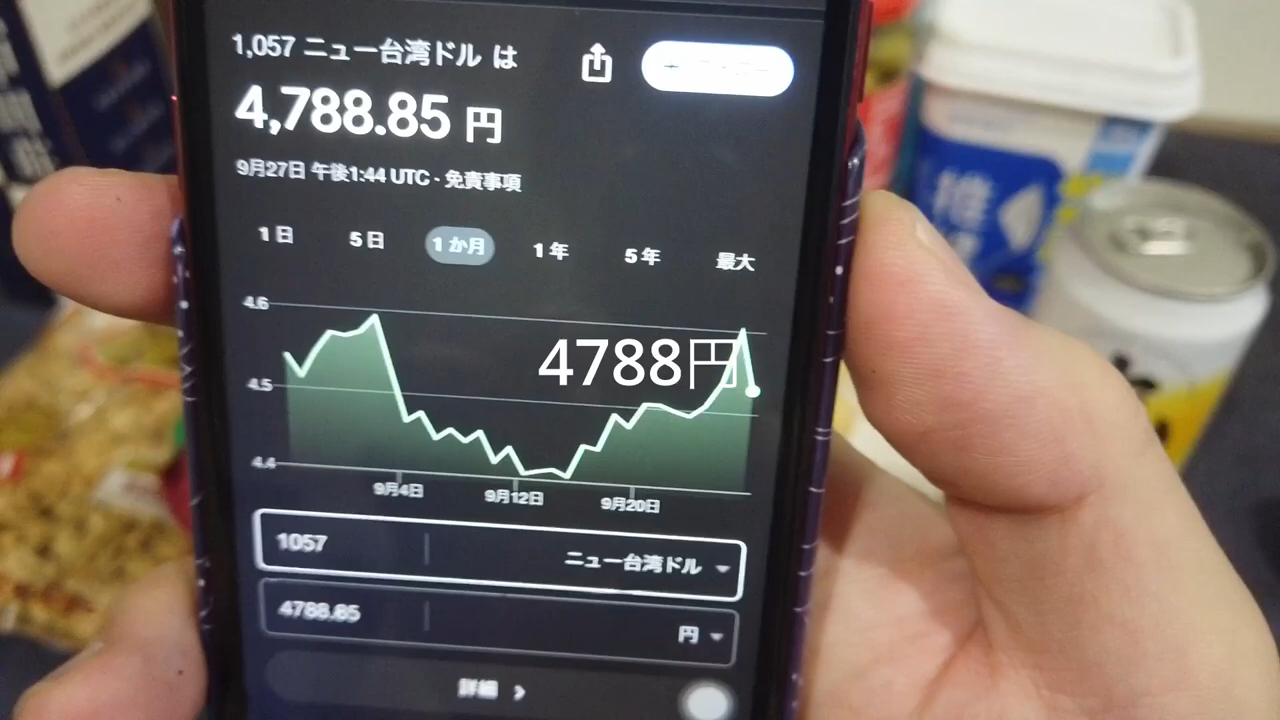 1,057 ニュー台湾ドル は
4,788.85 円
9月27日 午後1:44 UTC · 免責事項
1日 5日 1か月 1年 5年 最大
4.6
4788円
4.5
4.4
9月4日 9月12日 9月20日
1057 ニュー台湾ドル
4788.85 円
詳細